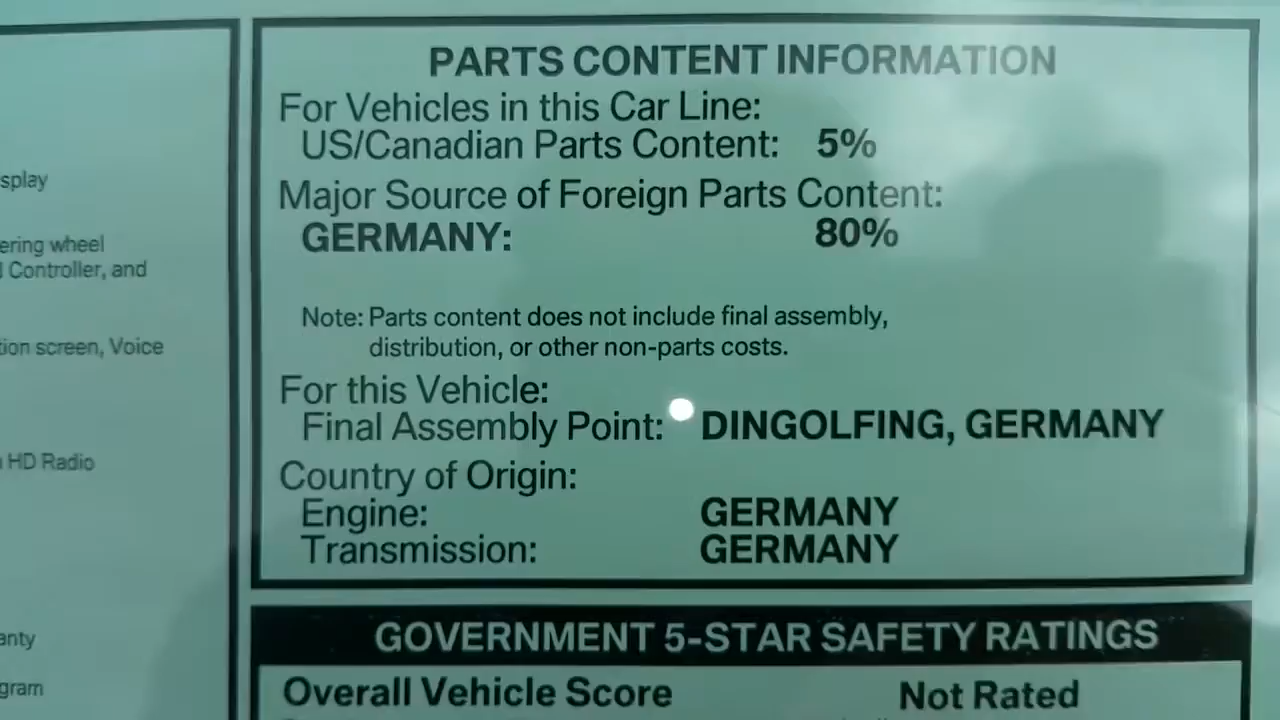 splay
ering wheel
Controller, and
tion screen, Voice
HD Radio
anty
gram
PARTS CONTENT INFORMATION
For Vehicles in this Car Line:
US/Canadian Parts Content: 5%
Major Source of Foreign Parts Content:
GERMANY: 80%
Note: Parts content does not include final assembly,
distribution, or other non-parts costs.
For this Vehicle:
Final Assembly Point: DINGOLFING, GERMANY
Country of Origin:
Engine: GERMANY
Transmission: GERMANY
GOVERNMENT 5-STAR SAFETY RATINGS
Overall Vehicle Score Not Rated